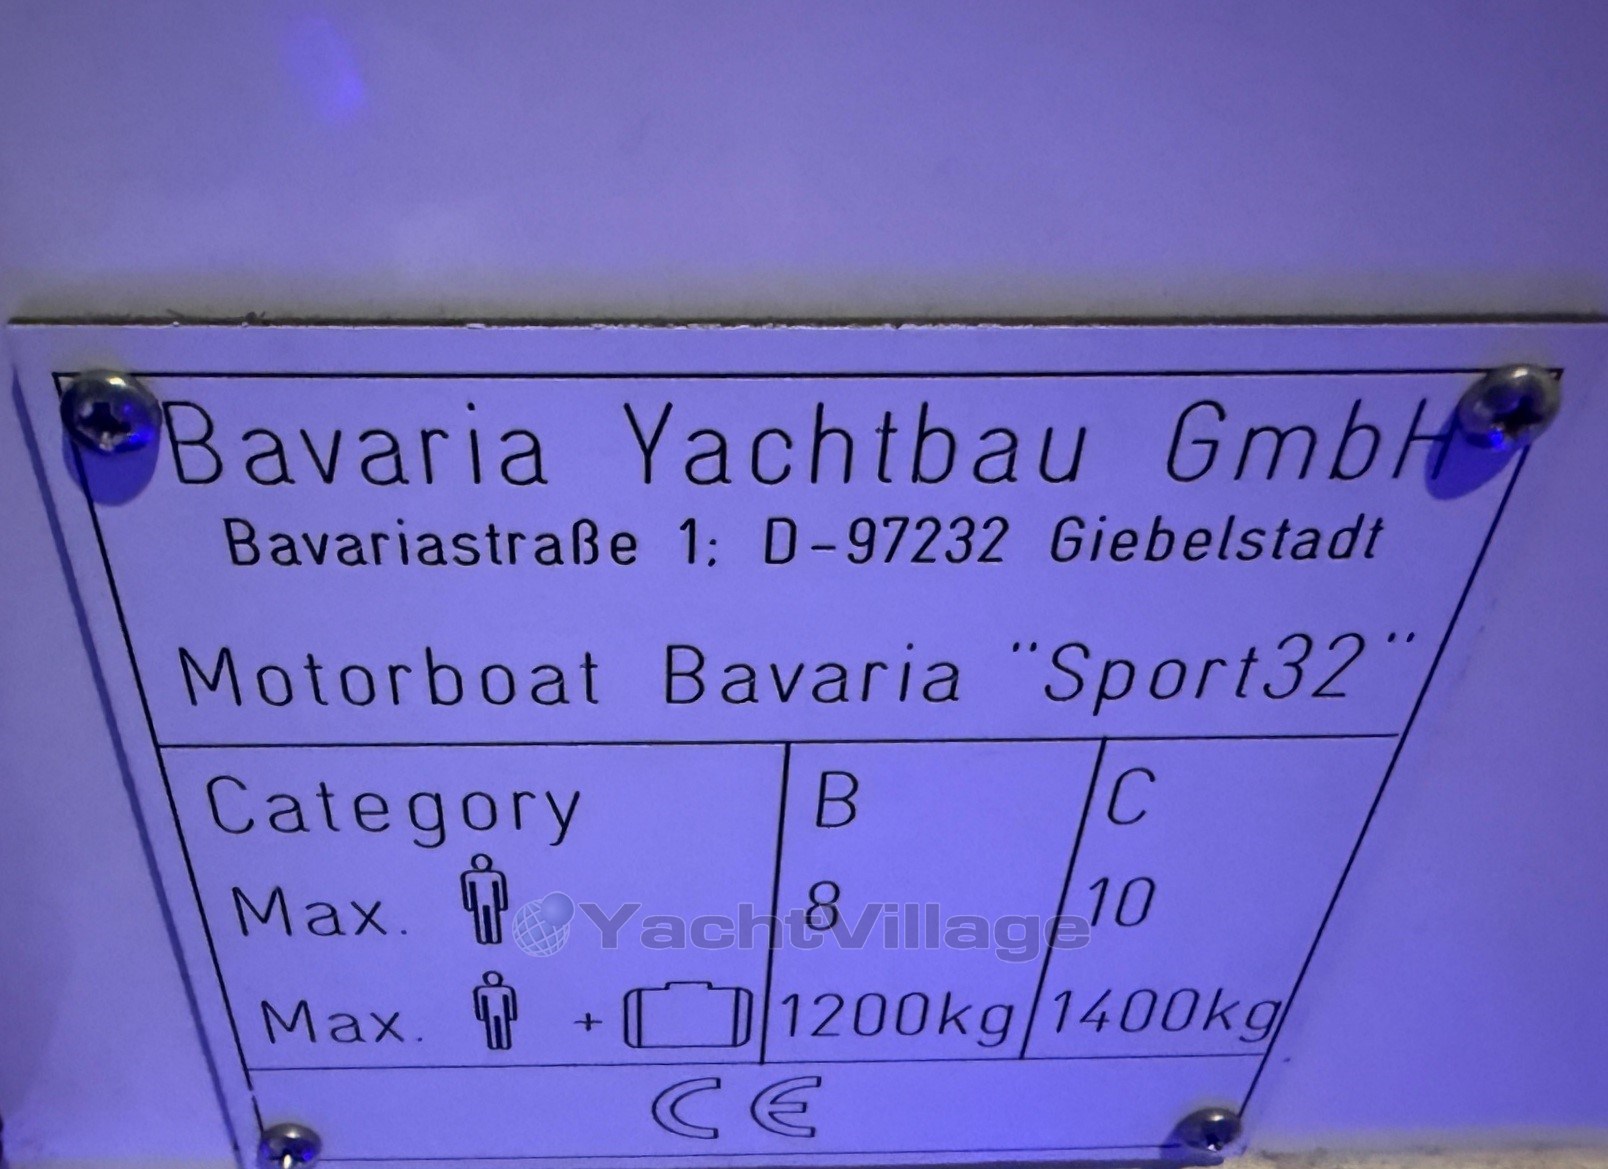 Bavaria Yachtbau GmbH
Bavariastraße 1; D-97232 Giebelstadt
Motorboat Bavaria "Sport32"
Category B C
Max. 8 10
YachtVillage
Max. + 1200kg 1400kg
CE